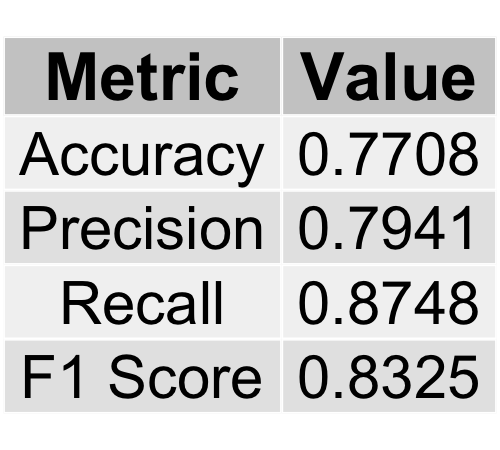 Metric Value
Accuracy 0.7708
Precision 0.7941
Recall 0.8748
F1 Score 0.8325